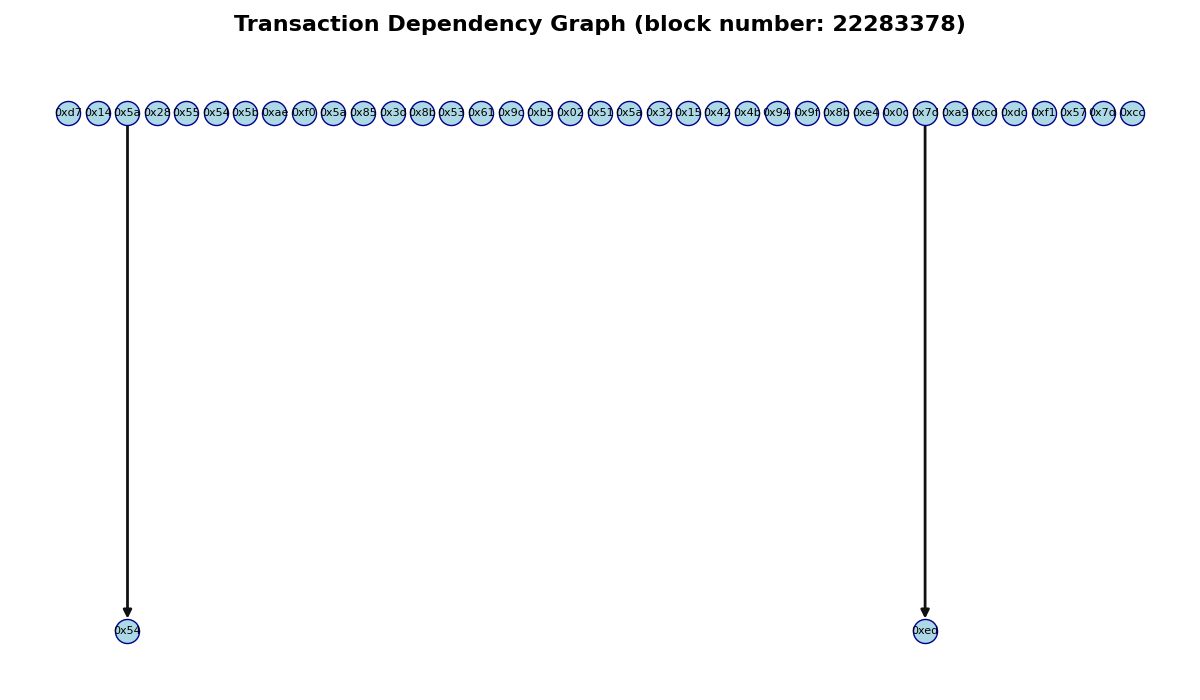 Transaction Dependency Graph (block number: 22283378)
0xd7 0x14 0x5a 0x28 0x55 0x54 0x5b 0xae 0xf0 0x5a 0x85 0x3d 0x8b 0x53 0x61 0x9c 0xb5 0x02 0x51 0x5a 0x32 0x15 0x42 0x4b 0x94 0x9f 0x8b 0xe4 0x0c 0x7d 0xa9 0xcd 0xdc 0xf1 0x57 0x7d 0xcc
0x54 0xed